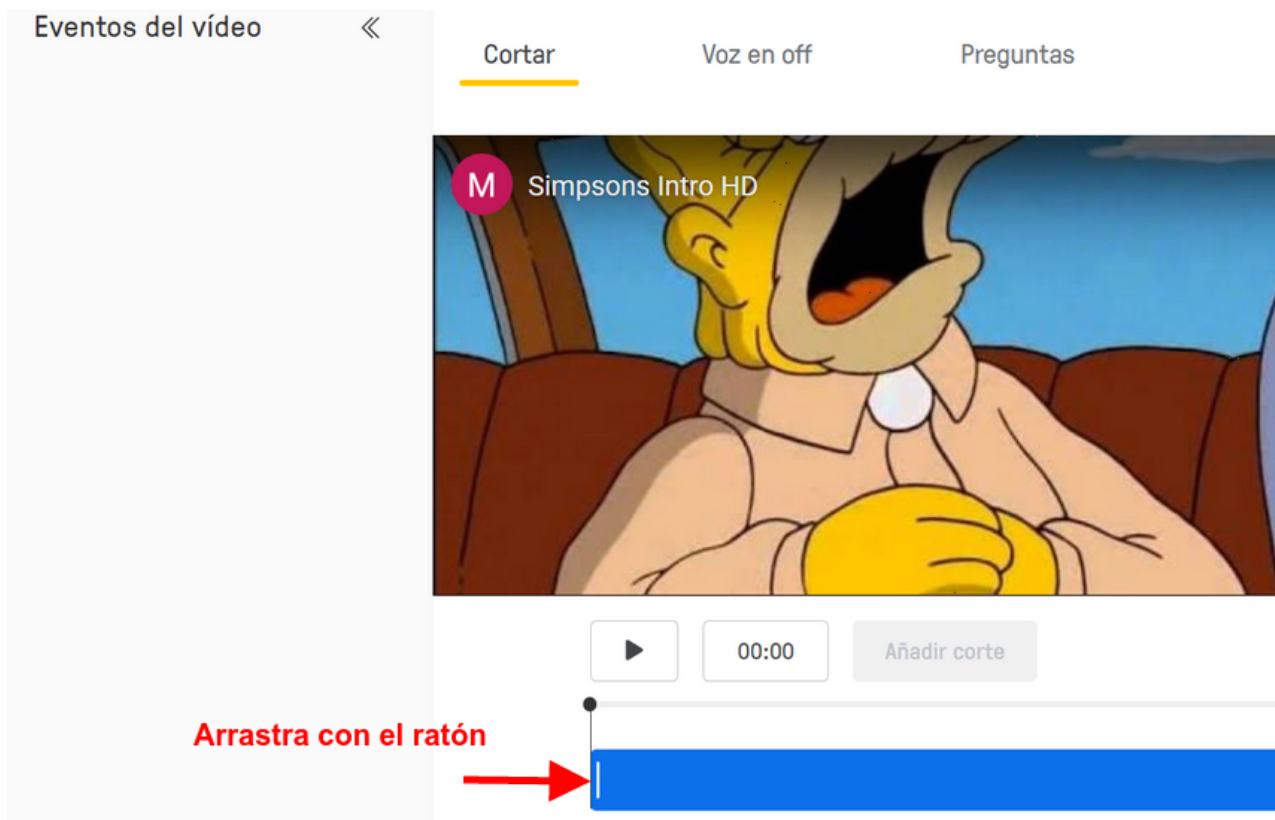 Eventos del vídeo
Cortar
Voz en off
Preguntas
M
Simpsons Intro HD
00:00
Añadir corte
Arrastra con el ratón